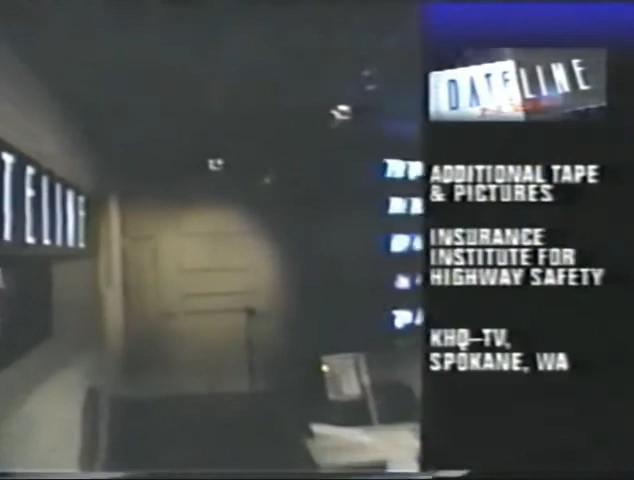 DATELINE
TELINE
ADDITIONAL TAPE
& PICTURES
INSURANCE
INSTITUTE FOR
HIGHWAY SAFETY
KHQ-TV,
SPOKANE, WA